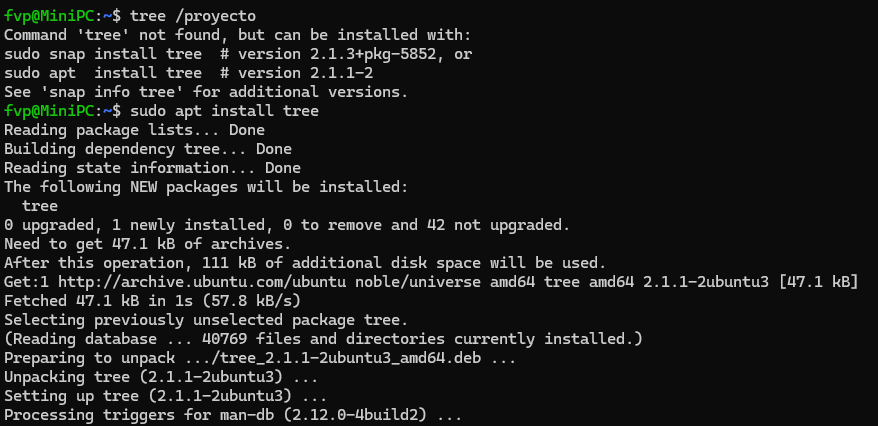 fvp@MiniPC:~$ tree /proyecto
Command 'tree' not found, but can be installed with:
sudo snap install tree  # version 2.1.3+pkg-5852, or
sudo apt  install tree  # version 2.1.1-2
See 'snap info tree' for additional versions.
fvp@MiniPC:~$ sudo apt install tree
Reading package lists... Done
Building dependency tree... Done
Reading state information... Done
The following NEW packages will be installed:
  tree
0 upgraded, 1 newly installed, 0 to remove and 42 not upgraded.
Need to get 47.1 kB of archives.
After this operation, 111 kB of additional disk space will be used.
Get:1 http://archive.ubuntu.com/ubuntu noble/universe amd64 tree amd64 2.1.1-2ubuntu3 [47.1 kB]
Fetched 47.1 kB in 1s (57.8 kB/s)
Selecting previously unselected package tree.
(Reading database ... 40769 files and directories currently installed.)
Preparing to unpack .../tree_2.1.1-2ubuntu3_amd64.deb ...
Unpacking tree (2.1.1-2ubuntu3) ...
Setting up tree (2.1.1-2ubuntu3) ...
Processing triggers for man-db (2.12.0-4build2) ...